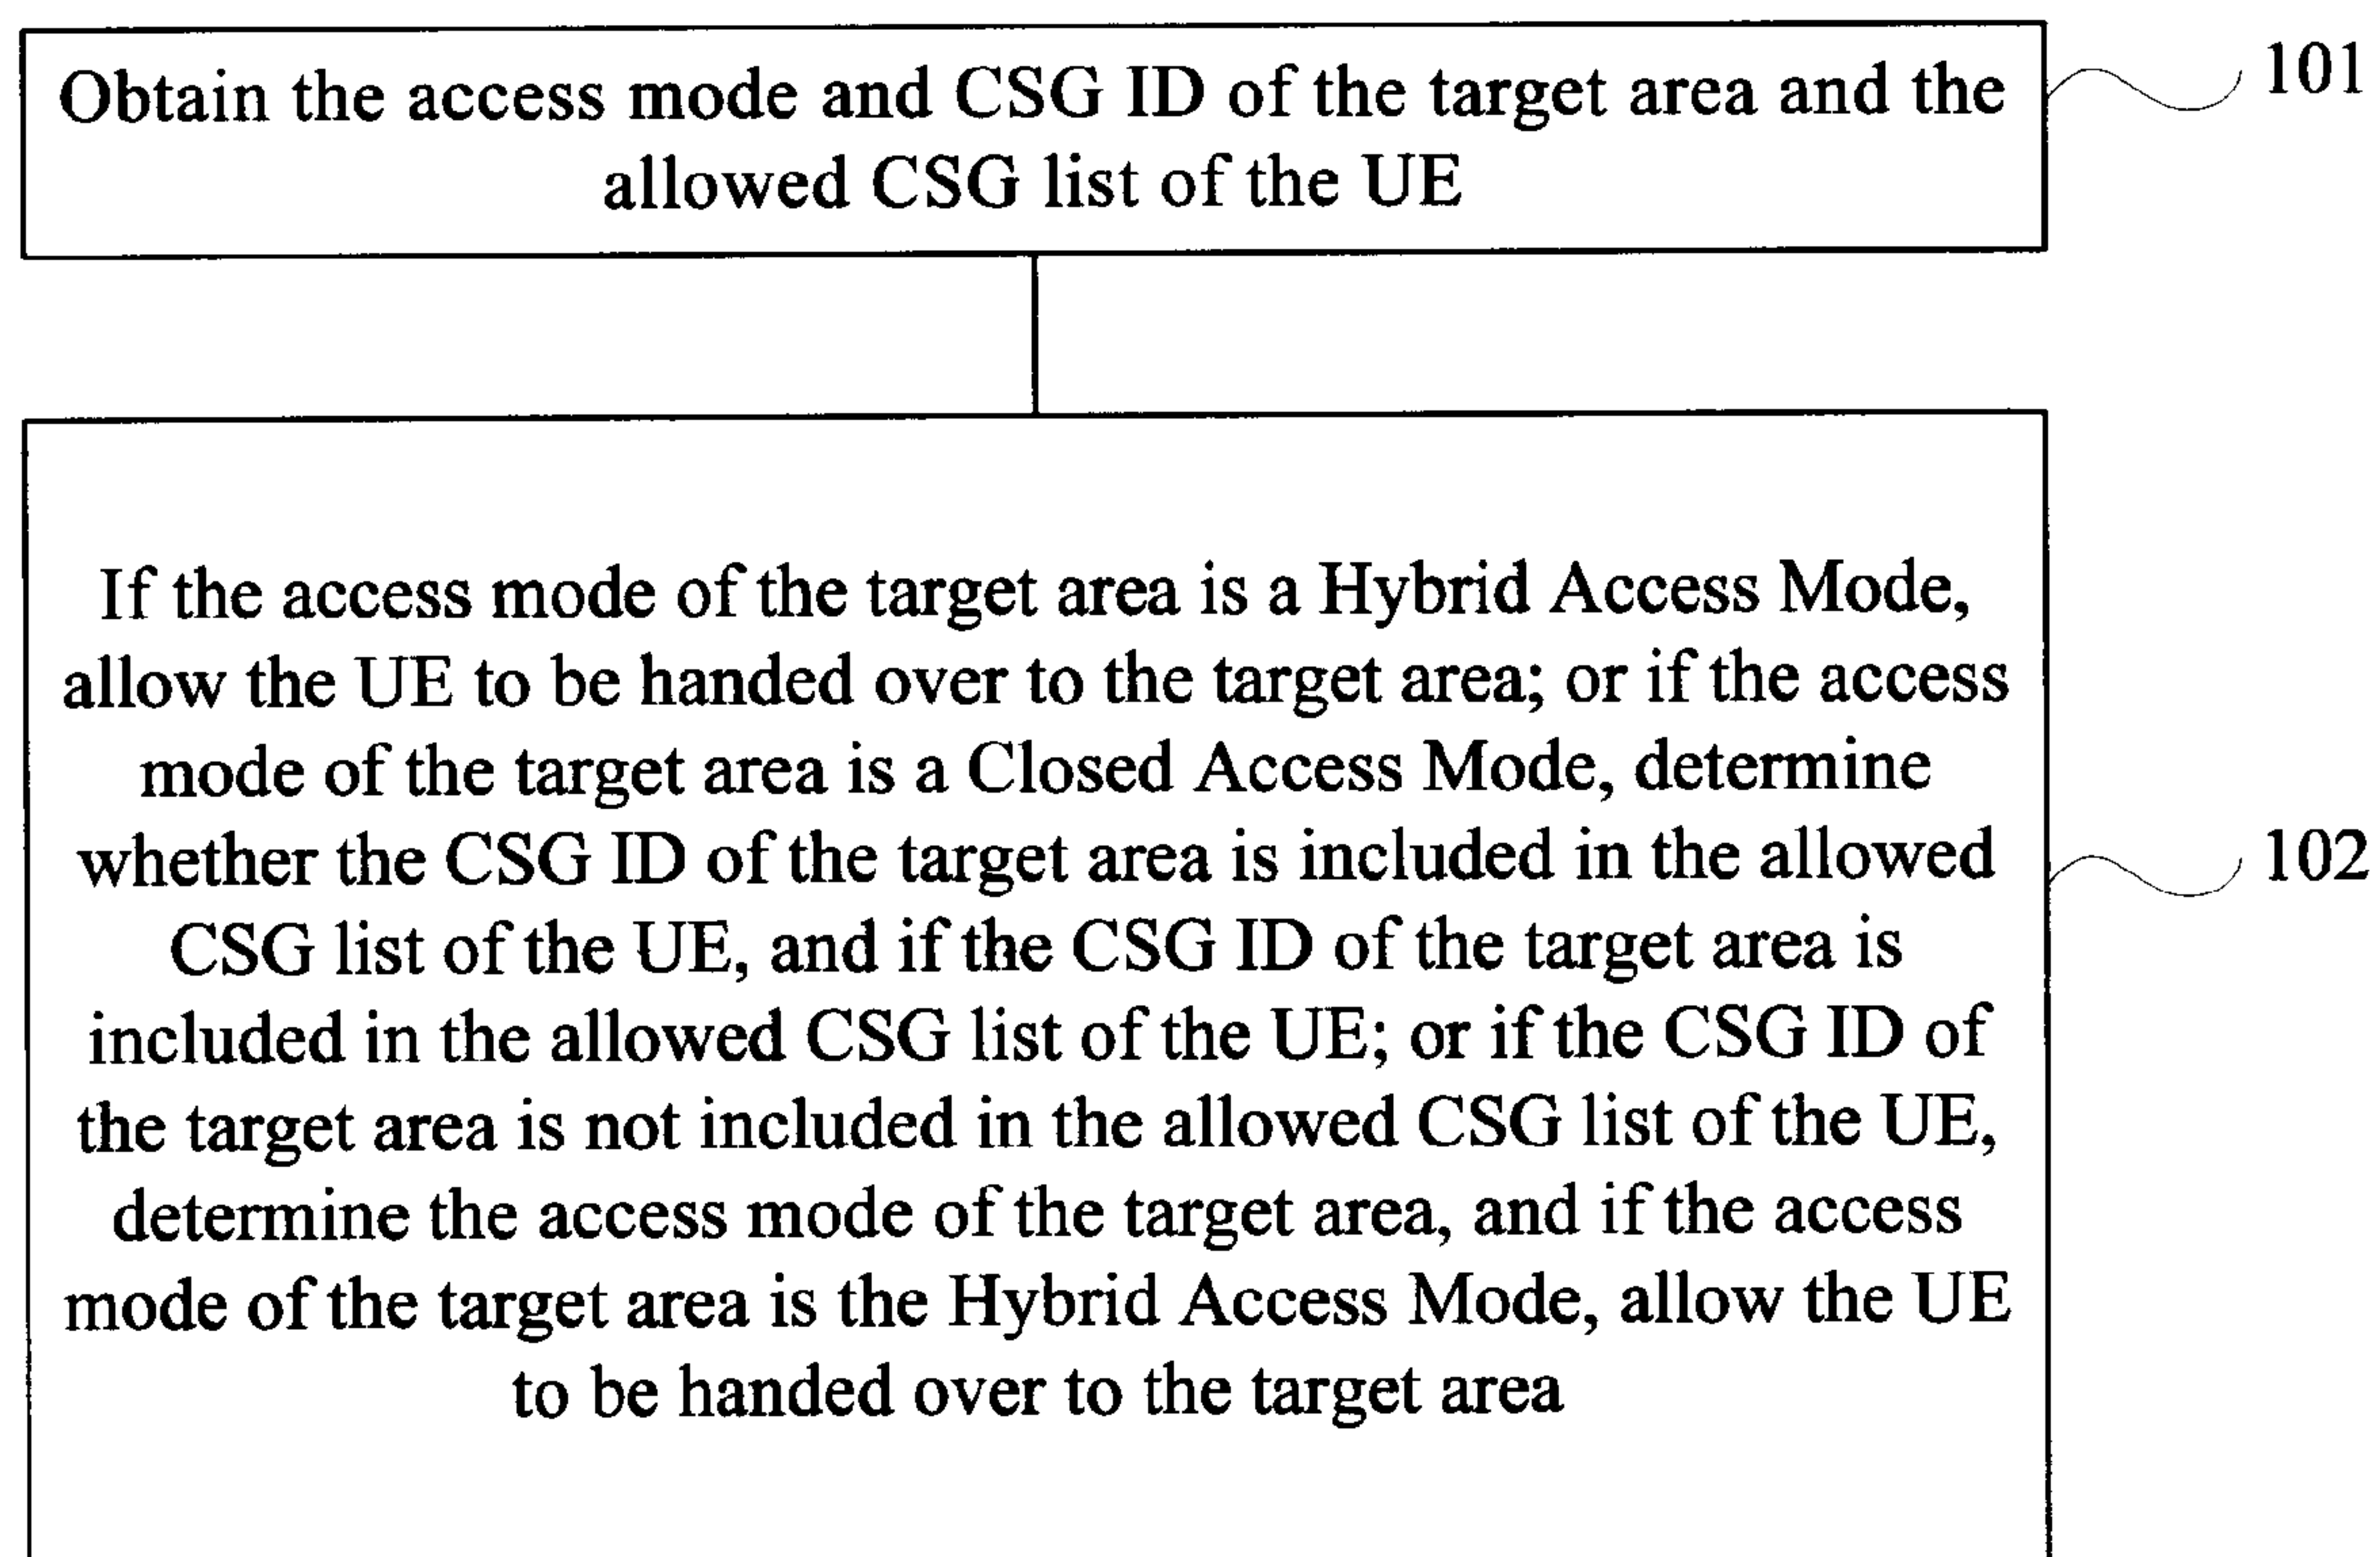 Obtain the access mode and CSG ID of the target area and the
allowed CSG list of the UE
101
If the access mode of the target area is a Hybrid Access Mode,
allow the UE to be handed over to the target area; or if the access
mode of the target area is a Closed Access Mode, determine
whether the CSG ID of the target area is included in the allowed
CSG list of the UE, and if the CSG ID of the target area is
included in the allowed CSG list of the UE; or if the CSG ID of
the target area is not included in the allowed CSG list of the UE,
determine the access mode of the target area, and if the access
mode of the target area is the Hybrid Access Mode, allow the UE
to be handed over to the target area
102